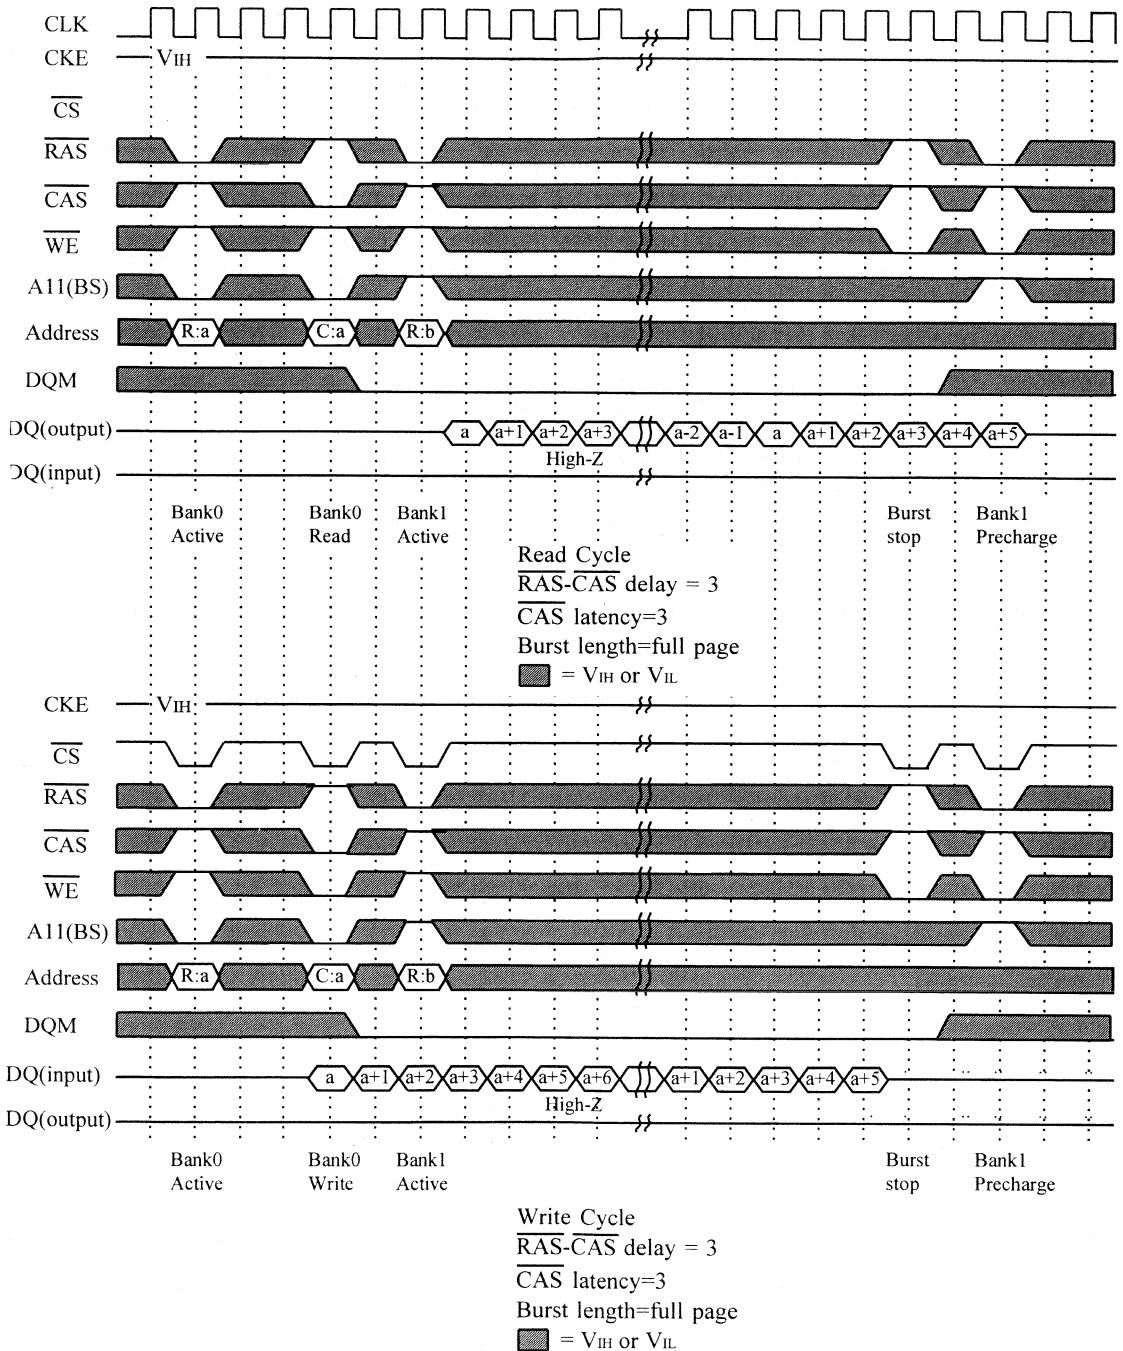 CLK
CKE VIH
CS
RAS
CAS
WE
A11(BS)
Address R:a C:a R:b
DQM
DQ(output) a a+1 a+2 a+3 a-2 a-1 a a+1 a+2 a+3 a+4 a+5
High-Z
DQ(input)
Bank0 Active
Bank0 Read
Bank1 Active
Burst stop
Bank1 Precharge
Read Cycle
RAS-CAS delay = 3
CAS latency=3
Burst length=full page
= VIH or VIL
CKE VIH
CS
RAS
CAS
WE
A11(BS)
Address R:a C:a R:b
DQM
DQ(input) a a+1 a+2 a+3 a+4 a+5 a+6 a+1 a+2 a+3 a+4 a+5
High-Z
DQ(output)
Bank0 Active
Bank0 Write
Bank1 Active
Burst stop
Bank1 Precharge
Write Cycle
RAS-CAS delay = 3
CAS latency=3
Burst length=full page
= VIH or VIL